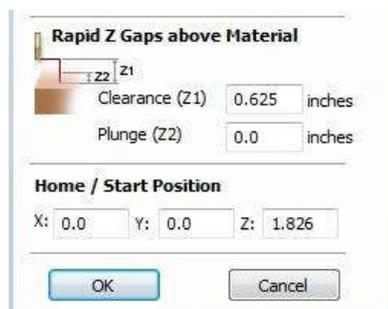 Rapid Z Gaps above Material
Z1
Z2
Clearance (Z1) 0.625 inches
Plunge (Z2) 0.0 inches
Home / Start Position
X: 0.0 Y: 0.0 Z: 1.826
OK Cancel